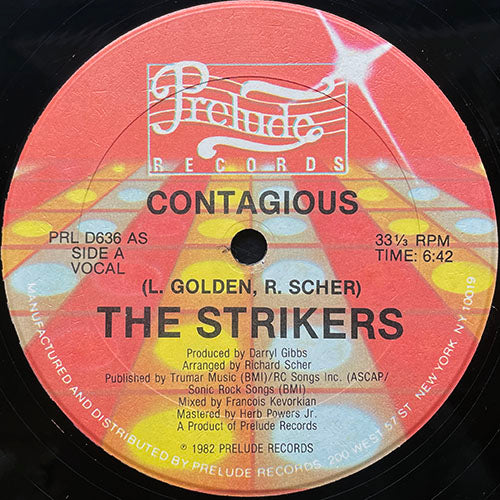 Prelude
RECORDS
CONTAGIOUS
PRL D636 AS
SIDE A
VOCAL
33⅓ RPM
TIME: 6:42
(L. GOLDEN, R. SCHER)
THE STRIKERS
Produced by Darryl Gibbs
Arranged by Richard Scher
Published by Trumar Music (BMI)/RC Songs Inc. (ASCAP/
Sonic Rock Songs (BMI)
Mixed by Francois Kevorkian
Mastered by Herb Powers Jr.
A Product of Prelude Records
℗ 1982 PRELUDE RECORDS
MANUFACTURED AND DISTRIBUTED BY PRELUDE RECORDS, 200 WEST 57 ST. NEW YORK, NY 10019